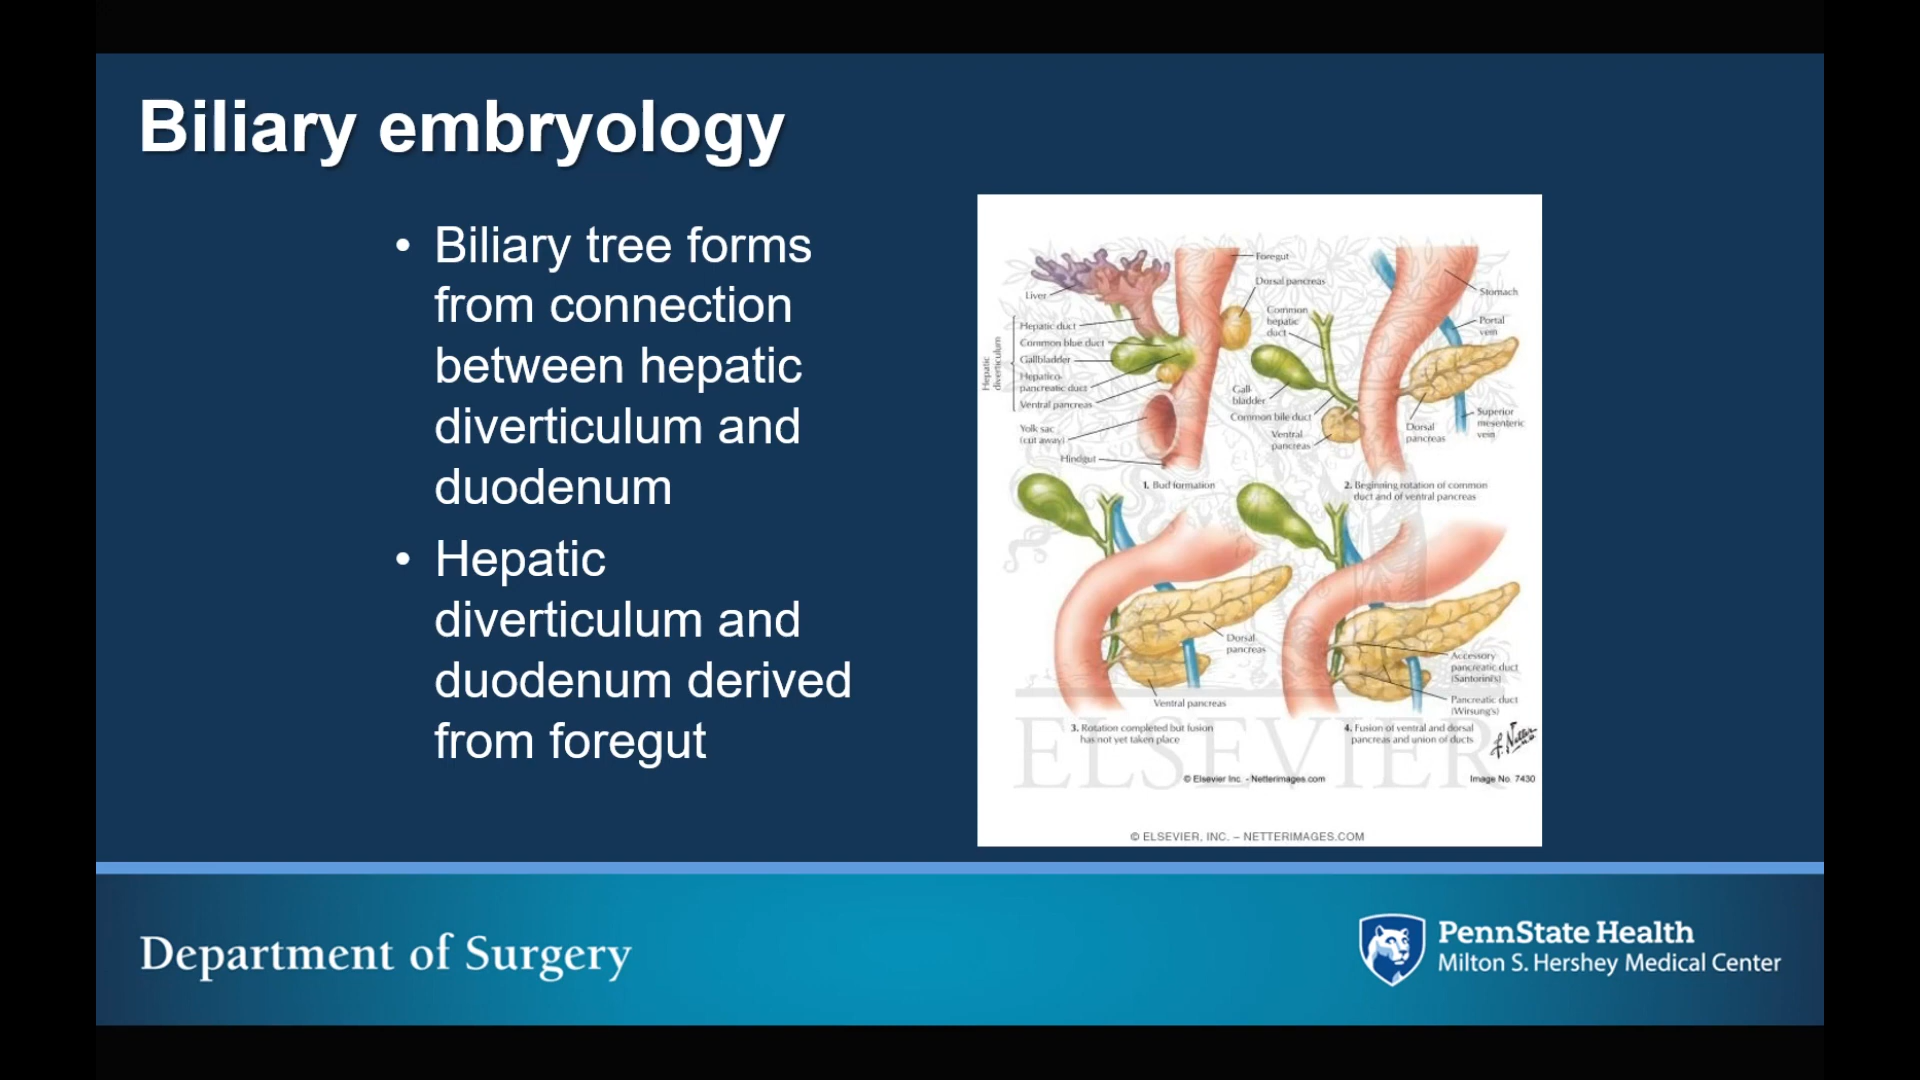 Biliary embryology
• Biliary tree forms
from connection
between hepatic
diverticulum and
duodenum
• Hepatic
diverticulum and
duodenum derived
from foregut
Foregut
Dorsal pancreas
Liver
Hepatic duct
Common blue duct
Gallbladder
Hepatico-
pancreatic duct
Ventral pancreas
Hepatic
diverticulum
Yolk sac
(cut away)
Hindgut
1. Bud formation
Stomach
Portal
vein
Common
hepatic
duct
Gall-
bladder
Common bile duct
Ventral
pancreas
Dorsal
pancreas
Superior
mesenteric
vein
2. Beginning rotation of common
duct and of ventral pancreas
Dorsal
pancreas
Ventral pancreas
3. Rotation completed but fusion
has not yet taken place
Accessory
pancreatic duct
(Santorini's)
Pancreatic duct
(Wirsung's)
4. Fusion of ventral and dorsal
pancreas and union of ducts
F. Netter
M.D.
ELSEVIER
© Elsevier Inc. - Netterimages.com
Image No. 7430
© ELSEVIER, INC. – NETTERIMAGES.COM
Department of Surgery
PennState Health
Milton S. Hershey Medical Center